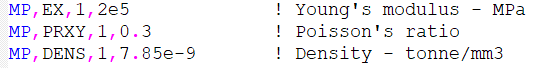 MP,EX,1,2e5 ! Young's modulus - MPa
MP,PRXY,1,0.3 ! Poisson's ratio
MP,DENS,1,7.85e-9 ! Density - tonne/mm3